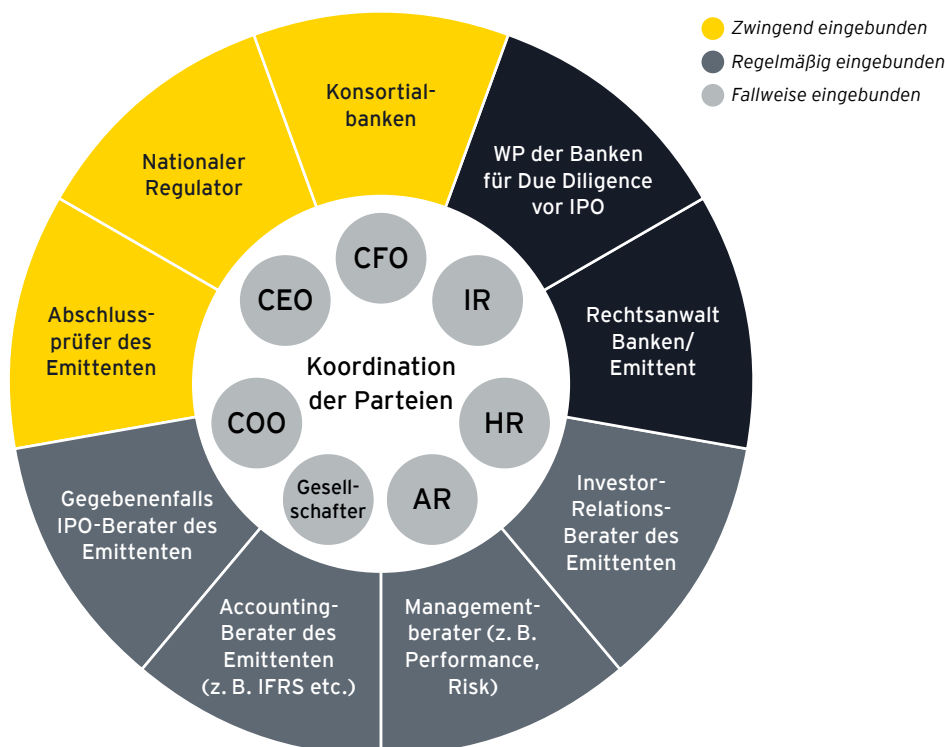 Zwingend eingebunden
Regelmäßig eingebunden
Fallweise eingebunden
Konsortial-
banken
WP der Banken
für Due Diligence
vor IPO
Rechtsanwalt
Banken/
Emittent
Investor-
Relations-
Berater des
Emittenten
Management-
berater (z. B.
Performance,
Risk)
Accounting-
Berater des
Emittenten
(z. B. IFRS etc.)
Gegebenenfalls
IPO-Berater des
Emittenten
Abschluss-
prüfer des
Emittenten
Nationaler
Regulator
CFO
IR
HR
AR
Gesell-
schafter
COO
CEO
Koordination
der Parteien